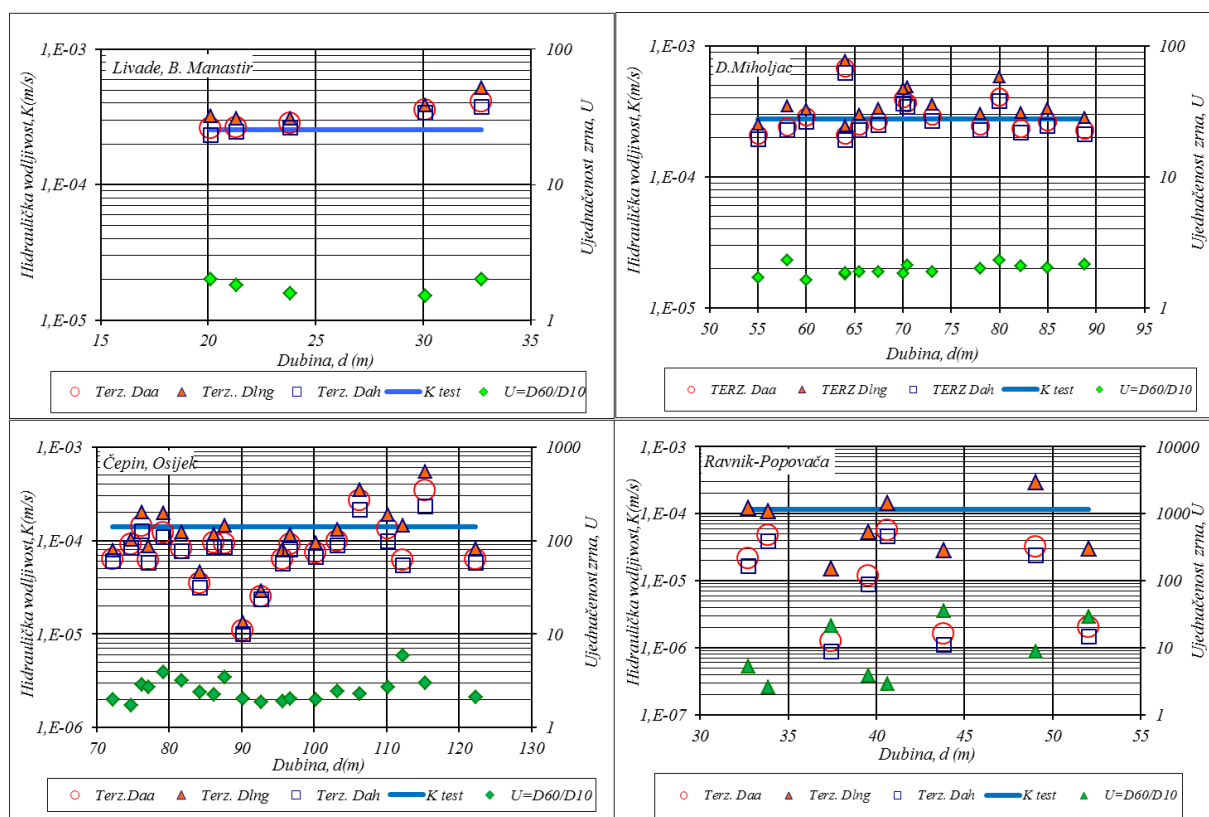 Livade, B. Manastir
Hidraulička vodljivost,K(m/s)
1,E-03
1,E-04
1,E-05
100
10
1
Ujednačenost zrna, U
15 20 25 30 35
Dubina, d (m)
Terz. Daa Terz.. Dlng Terz. Dah K test U=D60/D10
D.Miholjac
Hidraulička vodljivost, K(m/s)
1,E-03
1,E-04
1,E-05
100
10
1
Ujednačenost zrna, U
50 55 60 65 70 75 80 85 90 95
Dubina, d(m)
TERZ. Daa TERZ Dlng TERZ Dah K test U=D60/D10
Čepin, Osijek
Hidraulička vodljivost, K(m/s)
1,E-03
1,E-04
1,E-05
1,E-06
1000
100
10
1
Ujednačenost zrna, U
70 80 90 100 110 120 130
Dubina, d(m)
Terz.Daa Terz. Dlng Terz. Dah K test U=D60/D10
Ravnik-Popovača
Hidraulička vodljivost, K(m/s)
1,E-03
1,E-04
1,E-05
1,E-06
1,E-07
10000
1000
100
10
1
Ujednačenost zrna, U
30 35 40 45 50 55
Dubina, d(m)
Terz.Daa Terz. Dlng Terz. Dah K test U=D60/D10